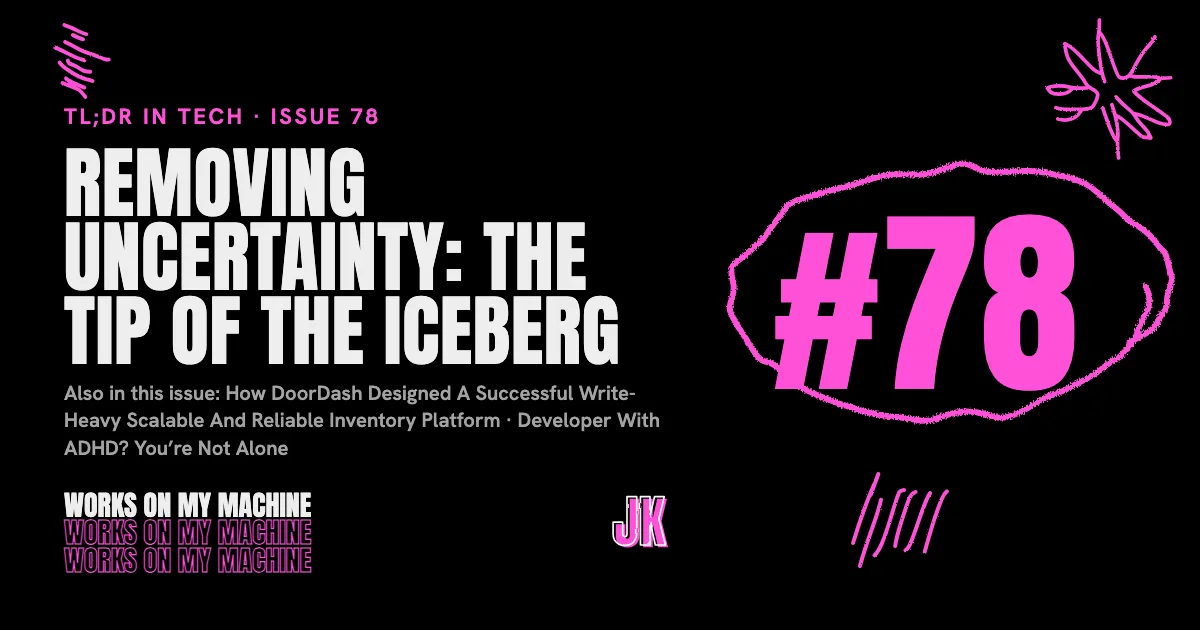 TL;DR IN TECH · ISSUE 78
REMOVING
UNCERTAINTY: THE
TIP OF THE ICEBERG
Also in this issue: How DoorDash Designed A Successful Write-
Heavy Scalable And Reliable Inventory Platform · Developer With
ADHD? You’re Not Alone
#78
WORKS ON MY MACHINE
WORKS ON MY MACHINE
WORKS ON MY MACHINE
JK